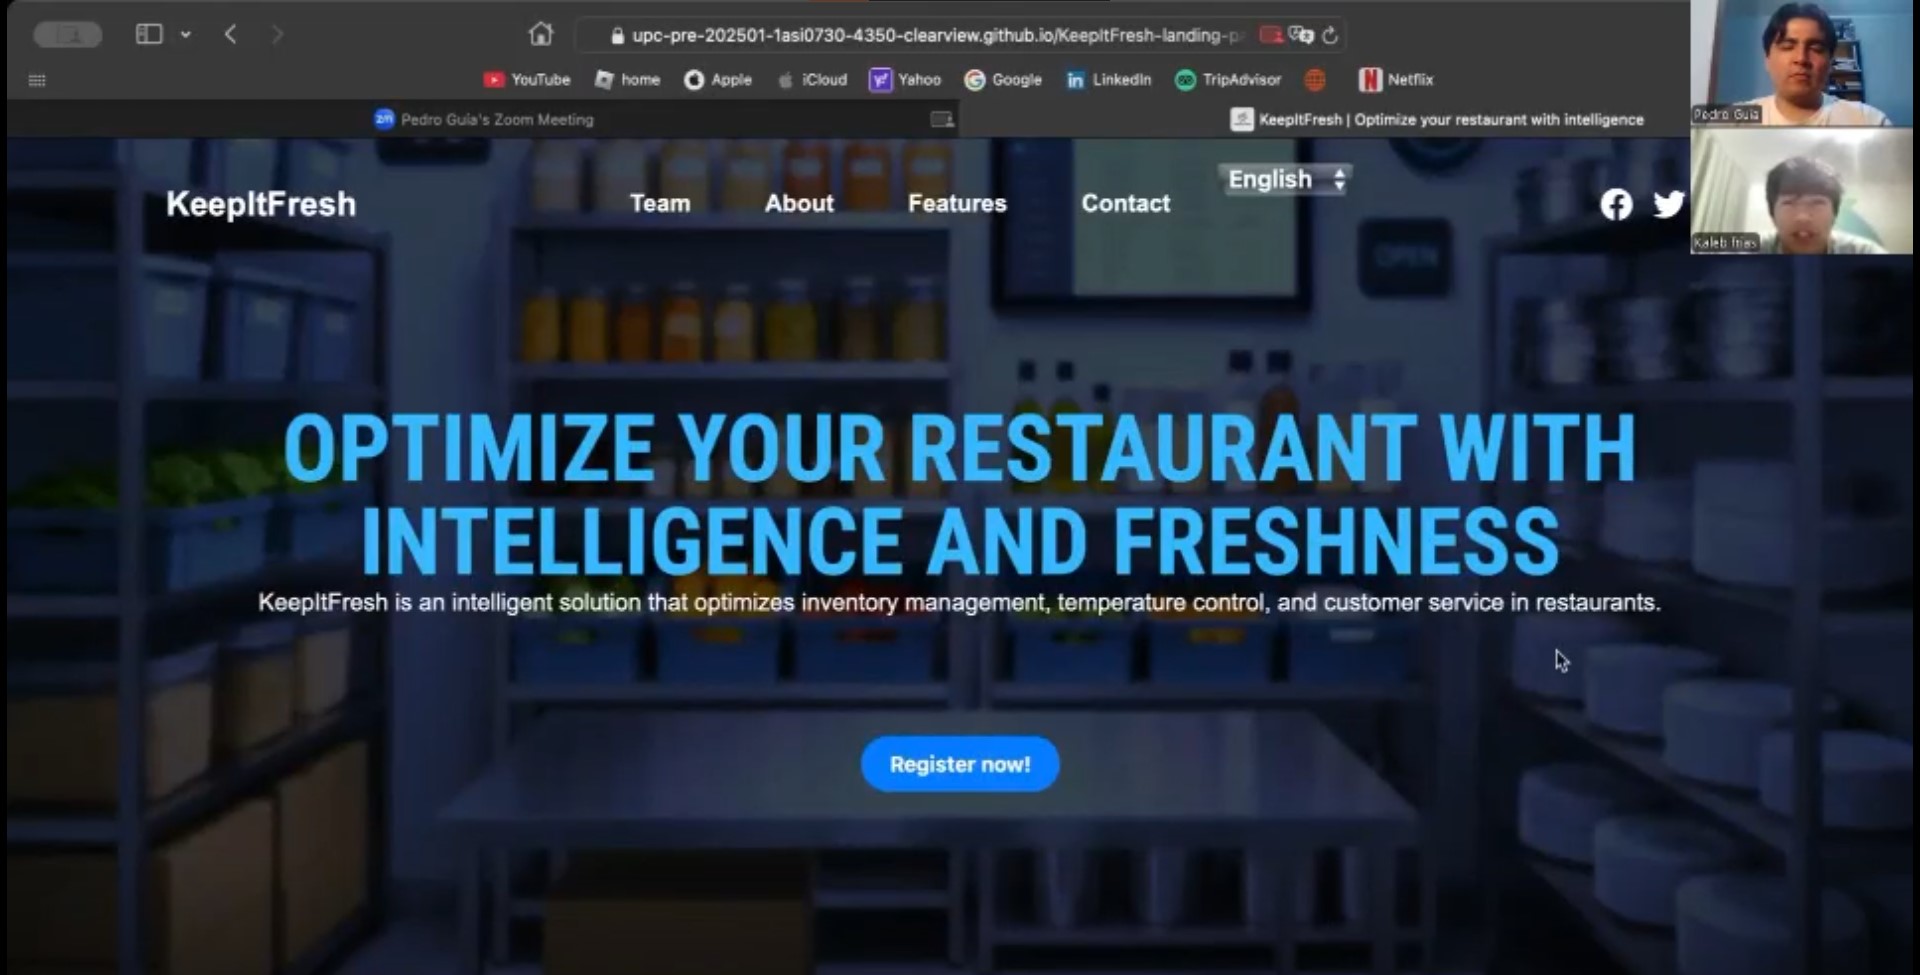 upc-pre-202501-1asi0730-4350-clearview.github.io/KeepItFresh-landing-pa
YouTube home Apple iCloud Yahoo Google LinkedIn TripAdvisor Netflix
zm Pedro Guia's Zoom Meeting
KeepItFresh | Optimize your restaurant with intelligence
Pedro Guia
Kaleb frias
KeepItFresh
Team About Features Contact English
OPEN
OPTIMIZE YOUR RESTAURANT WITH
INTELLIGENCE AND FRESHNESS
KeepItFresh is an intelligent solution that optimizes inventory management, temperature control, and customer service in restaurants.
Register now!